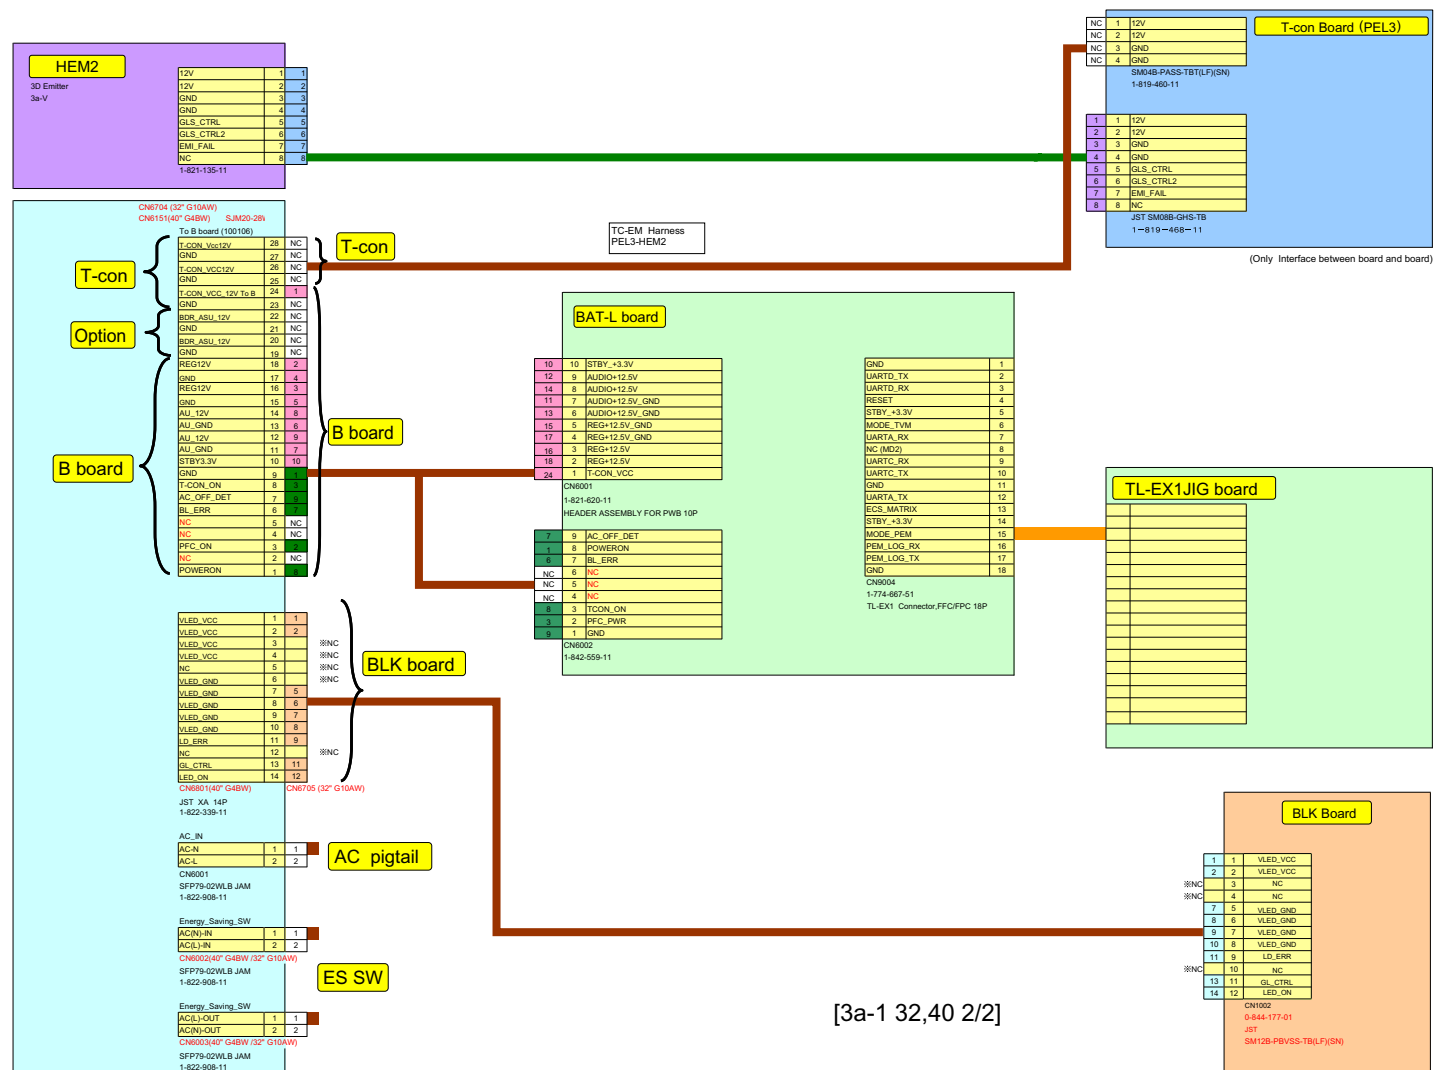 HEM2
3D Emitter
3a-V
12V 1 1
12V 2 2
GND 3 3
GND 4 4
GLS_CTRL 5 5
GLS_CTRL2 6 6
EMI_FAIL 7 7
NC 8 8
1-821-135-11
T-con Board (PEL3)
NC 1 12V
NC 2 12V
NC 3 GND
NC 4 GND
SM04B-PASS-TBT(LF)(SN)
1-819-460-11
1 1 12V
2 2 12V
3 3 GND
4 4 GND
5 5 GLS_CTRL
6 6 GLS_CTRL2
7 7 EMI_FAIL
8 8 NC
JST SM08B-GHS-TB
1-819-468-11
(Only Interface between board and board)
TC-EM Harness
PEL3-HEM2
CN6704 (32" G10AW)
CN6151(40" G4BW) SJM20-28
To B board (100106)
T-con
Option
B board
T-CON_Vcc12V 28 NC
GND 27 NC
T-CON_VCC12V 26 NC
GND 25 NC
T-CON_VCC_12V To B 24 1
GND 23 NC
BDR_ASU_12V 22 NC
GND 21 NC
BDR_ASU_12V 20 NC
GND 19 NC
REG12V 18 2
GND 17 4
REG12V 16 3
GND 15 5
AU_12V 14 8
AU_GND 13 6
AU_12V 12 9
AU_GND 11 7
STBY3.3V 10 10
GND 9 1
T-CON_ON 8 3
AC_OFF_DET 7 9
BL_ERR 6 7
NC 5 NC
NC 4 NC
PFC_ON 3 2
NC 2 NC
POWERON 1 8
T-con
B board
BAT-L board
10 10 STBY_+3.3V
12 9 AUDIO+12.5V
14 8 AUDIO+12.5V
11 7 AUDIO+12.5V_GND
13 6 AUDIO+12.5V_GND
15 5 REG+12.5V_GND
17 4 REG+12.5V_GND
16 3 REG+12.5V
18 2 REG+12.5V
24 1 T-CON_VCC
CN6001
1-821-620-11
HEADER ASSEMBLY FOR PWB 10P
7 9 AC_OFF_DET
1 8 POWERON
6 7 BL_ERR
NC 6 NC
NC 5 NC
NC 4 NC
8 3 TCON_ON
3 2 PFC_PWR
9 1 GND
CN6002
1-842-559-11
GND 1
UARTD_TX 2
UARTD_RX 3
RESET 4
STBY_+3.3V 5
MODE_TVM 6
UARTA_RX 7
NC (MD2) 8
UARTC_RX 9
UARTC_TX 10
GND 11
UARTA_TX 12
ECS_MATRIX 13
STBY_+3.3V 14
MODE_PEM 15
PEM_LOG_RX 16
PEM_LOG_TX 17
GND 18
CN9004
1-774-667-51
TL-EX1 Connector,FFC/FPC 18P
TL-EX1JIG board
VLED_VCC 1 1
VLED_VCC 2 2
VLED_VCC 3 ※NC
VLED_VCC 4 ※NC
NC 5 ※NC
VLED_GND 6 ※NC
VLED_GND 7 5
VLED_GND 8 6
VLED_GND 9 7
VLED_GND 10 8
LD_ERR 11 9
NC 12 ※NC
GL_CTRL 13 11
LED_ON 14 12
CN6801(40" G4BW) CN6705 (32" G10AW)
JST XA 14P
1-822-339-11
BLK board
AC_IN
AC-N 1 1
AC-L 2 2
CN6001
SFP79-02WLB JAM
1-822-908-11
AC pigtail
Energy_Saving_SW
AC(N)-IN 1 1
AC(L)-IN 2 2
CN6002(40" G4BW /32" G10AW)
SFP79-02WLB JAM
1-822-908-11
ES SW
Energy_Saving_SW
AC(L)-OUT 1 1
AC(N)-OUT 2 2
CN6003(40" G4BW /32" G10AW)
SFP79-02WLB JAM
1-822-908-11
[3a-1 32,40 2/2]
BLK Board
1 1 VLED_VCC
2 2 VLED_VCC
※NC 3 NC
※NC 4 NC
7 5 VLED_GND
8 6 VLED_GND
9 7 VLED_GND
10 8 VLED_GND
11 9 LD_ERR
※NC 10 NC
13 11 GL_CTRL
14 12 LED_ON
CN1002
0-844-177-01
JST
SM12B-PBVSS-TB(LF)(SN)